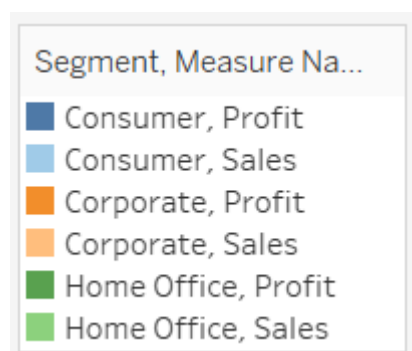 Segment, Measure Na...
Consumer, Profit
Consumer, Sales
Corporate, Profit
Corporate, Sales
Home Office, Profit
Home Office, Sales